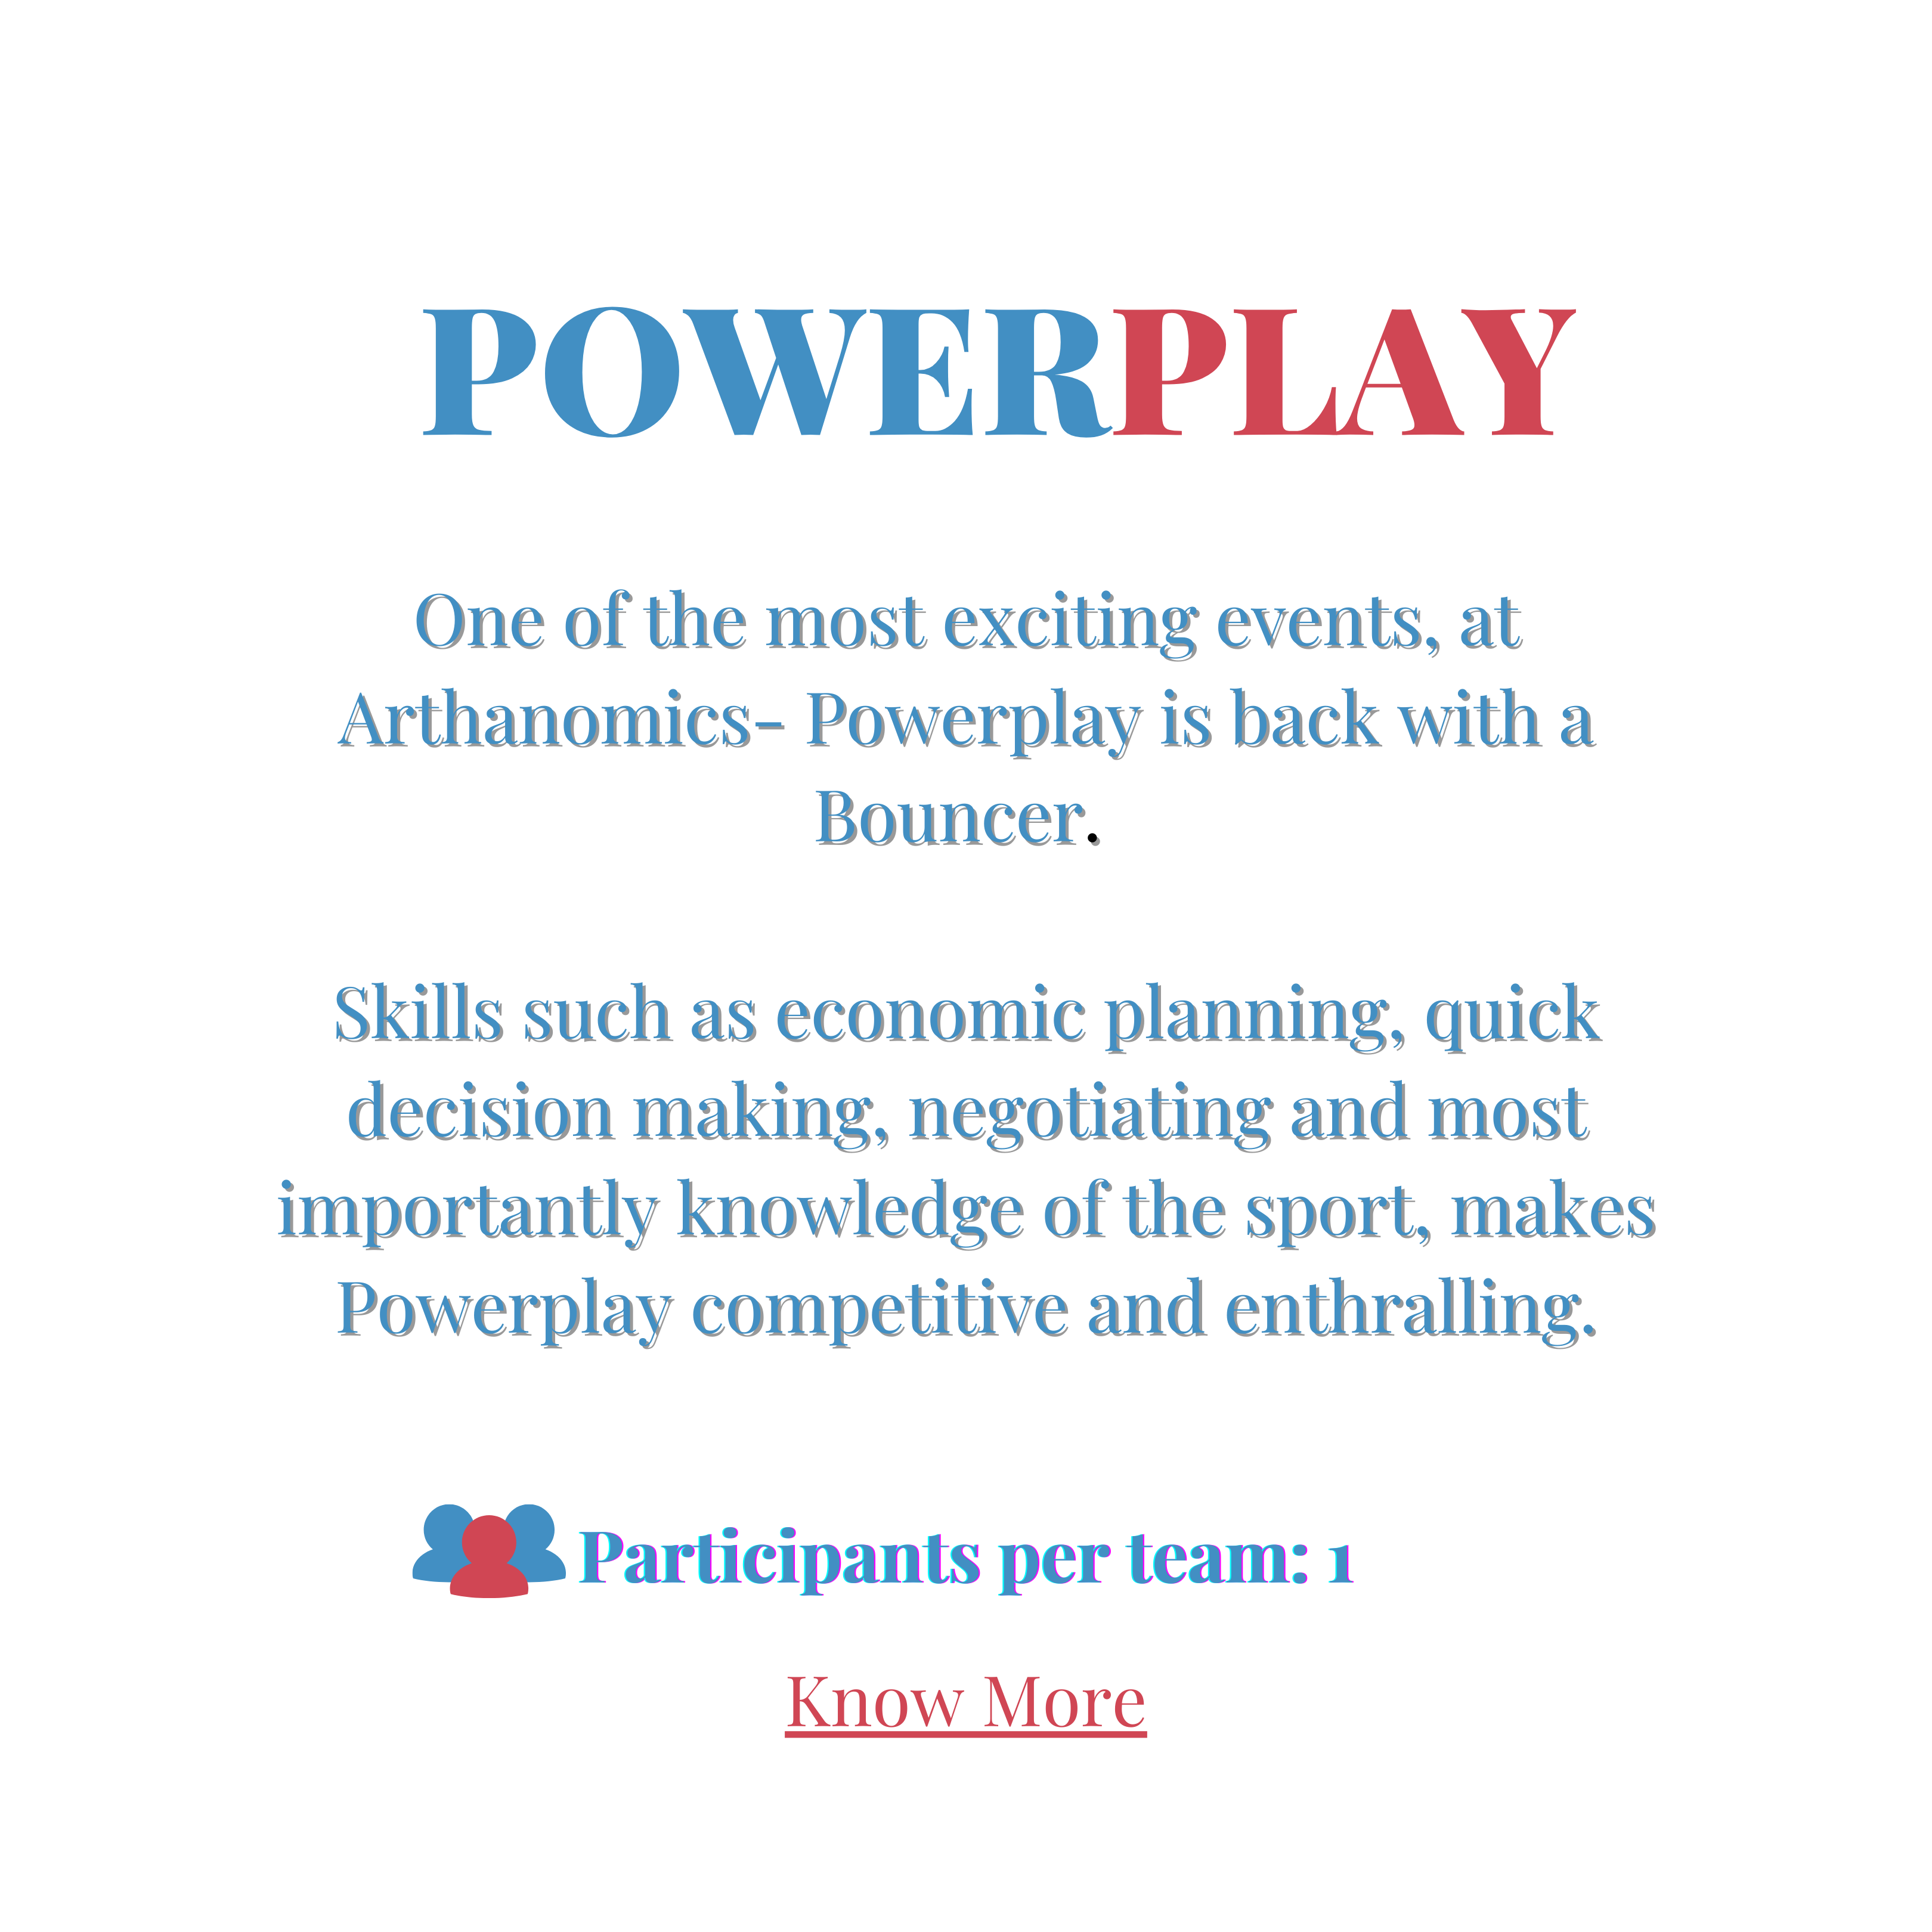 POWERPLAY
One of the most exciting events, at
Arthanomics– Powerplay is back with a
Bouncer.
Skills such as economic planning, quick
decision making, negotiating and most
importantly knowledge of the sport, makes
Powerplay competitive and enthralling.
Participants per team: 1
Know More